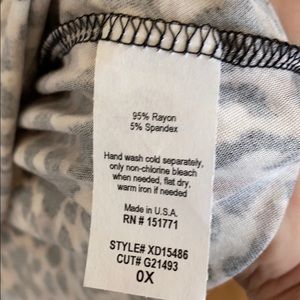 95% Rayon
5% Spandex
Hand wash cold separately,
only non-chlorine bleach
when needed, flat dry,
warm iron if needed
Made in U.S.A.
RN # 151771
STYLE# XD15486
CUT# G21493
0X